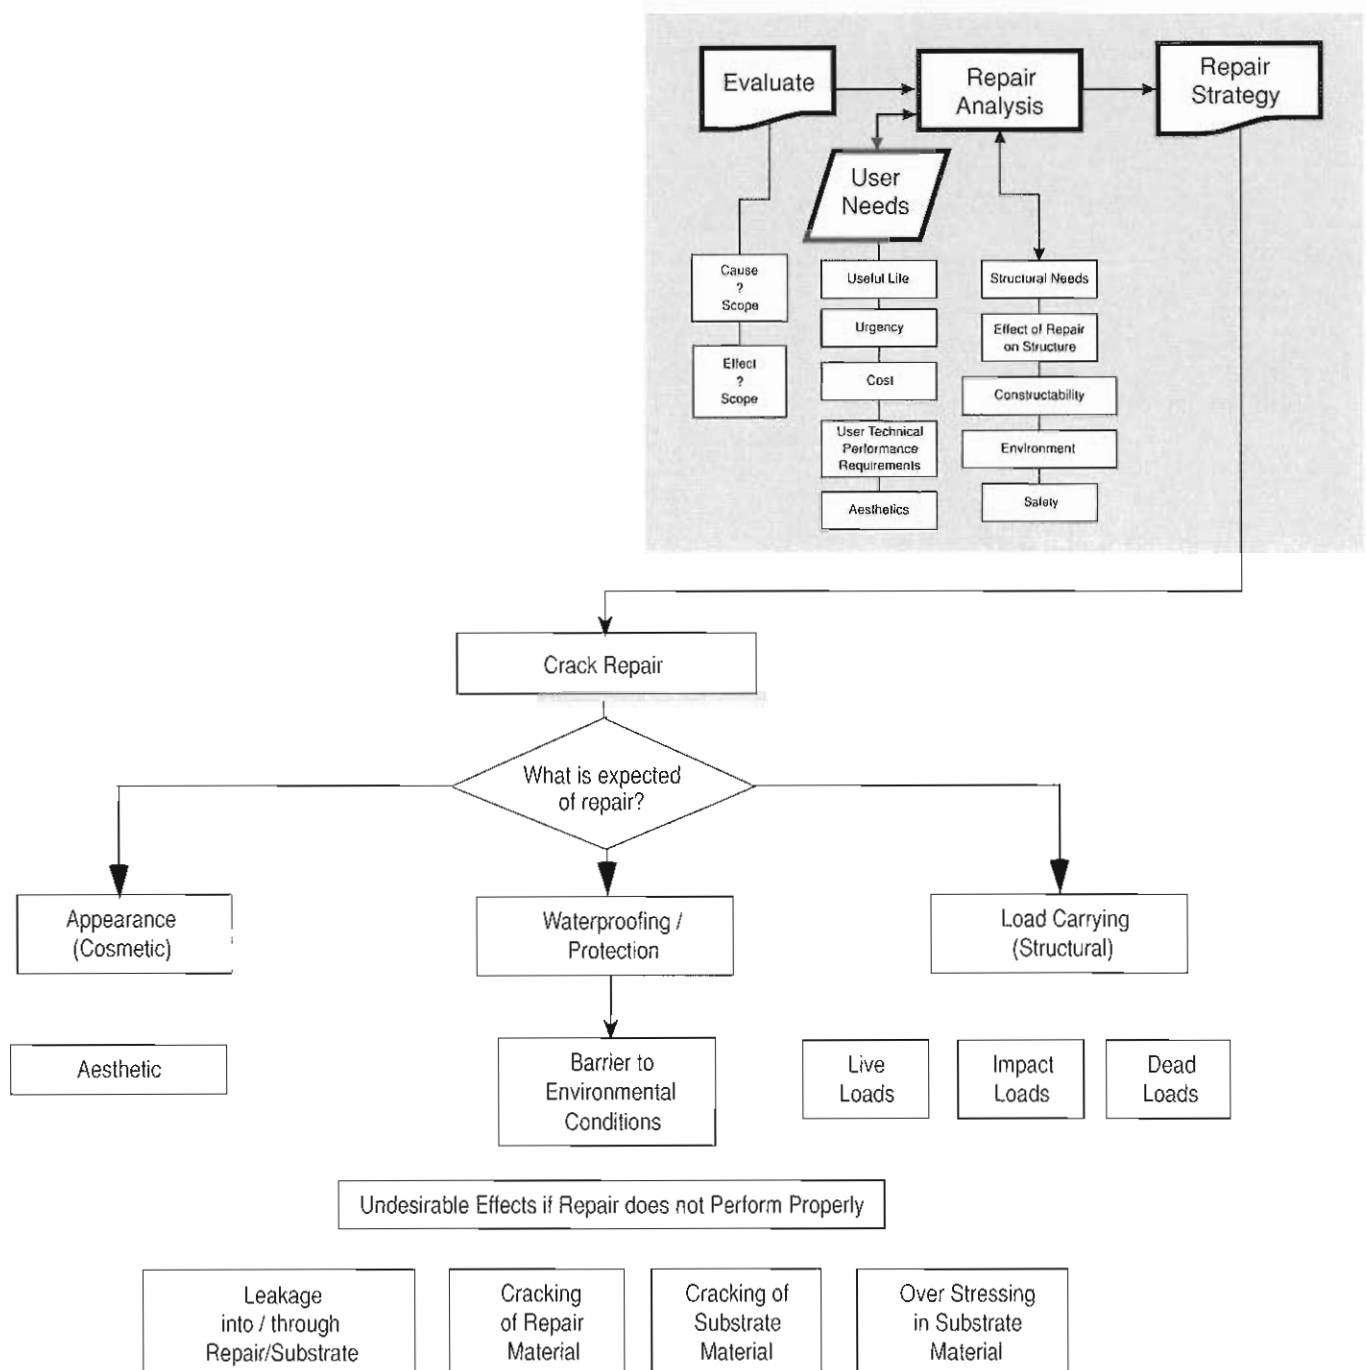 Evaluate
Repair
Analysis
Repair
Strategy
User
Needs
Cause
?
Scope
Effect
?
Scope
Useful Life
Urgency
Cost
User Technical
Performance
Requirements
Aesthetics
Structural Needs
Effect of Repair
on Structure
Constructability
Environment
Safety
Crack Repair
What is expected
of repair?
Appearance
(Cosmetic)
Waterproofing /
Protection
Load Carrying
(Structural)
Aesthetic
Barrier to
Environmental
Conditions
Live
Loads
Impact
Loads
Dead
Loads
Undesirable Effects if Repair does not Perform Properly
Leakage
into / through
Repair/Substrate
Cracking
of Repair
Material
Cracking of
Substrate
Material
Over Stressing
in Substrate
Material